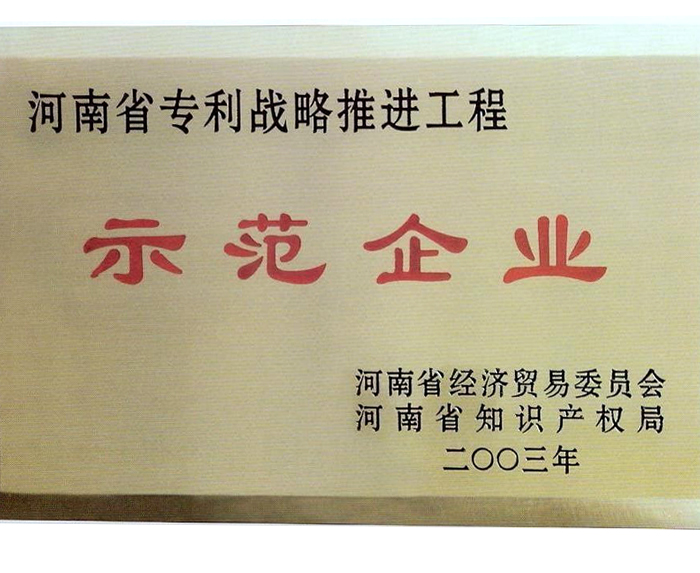 河南省专利战略推进工程
示范企业
河南省经济贸易委员会
河南省知识产权局
二〇〇三年